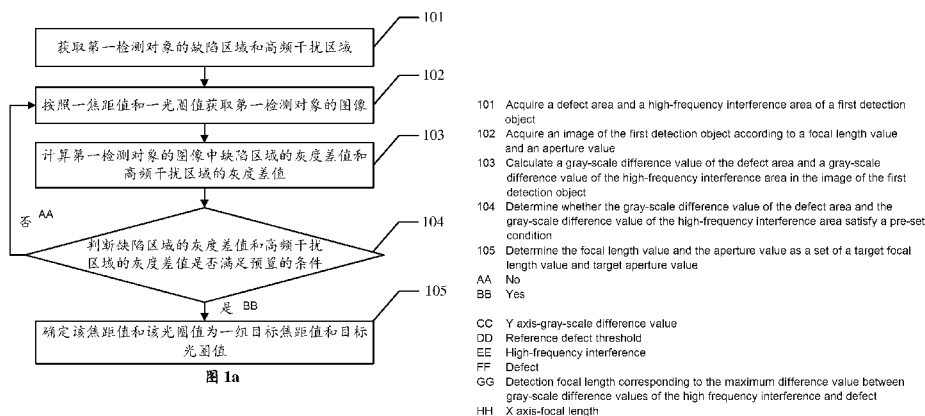 101
获取第一检测对象的缺陷区域和高频干扰区域
102
按照一焦距值和一光圈值获取第一检测对象的图像
103
计算第一检测对象的图像中缺陷区域的灰度差值和
高频干扰区域的灰度差值
否 AA
104
判断缺陷区域的灰度差值和高频干扰
区域的灰度差值是否满足预置的条件
是 BB
105
确定该焦距值和该光圈值为一组目标焦距值和目标
光圈值
图 1a
101 Acquire a defect area and a high-frequency interference area of a first detection
object
102 Acquire an image of the first detection object according to a focal length value
and an aperture value
103 Calculate a gray-scale difference value of the defect area and a gray-scale
difference value of the high-frequency interference area in the image of the first
detection object
104 Determine whether the gray-scale difference value of the defect area and the
gray-scale difference value of the high-frequency interference area satisfy a pre-set
condition
105 Determine the focal length value and the aperture value as a set of a target focal
length value and target aperture value
AA No
BB Yes
CC Y axis-gray-scale difference value
DD Reference defect threshold
EE High-frequency interference
FF Defect
GG Detection focal length corresponding to the maximum difference value between
gray-scale difference values of the high frequency interference and defect
HH X axis-focal length